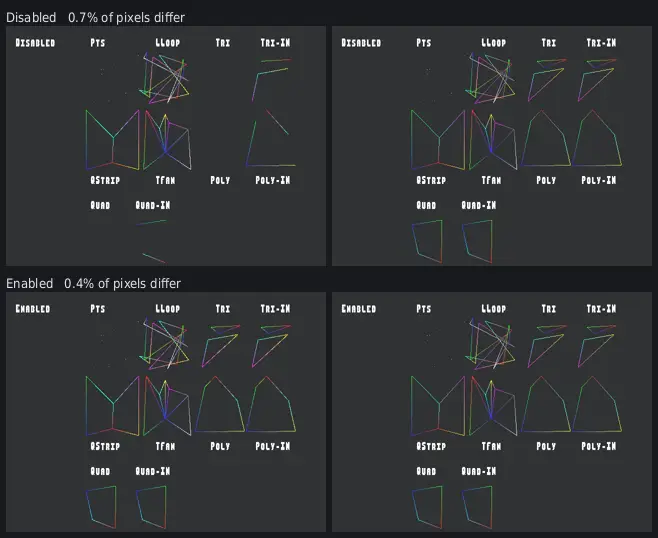 Disabled 0.7% of pixels differ
DISABLED PTS LLOOP TRI TRI-IN
DISABLED PTS LLOOP TRI TRI-IN
QSTRIP TFAN POLY POLY-IN
QSTRIP TFAN POLY POLY-IN
QUAD QUAD-IN
QUAD QUAD-IN
Enabled 0.4% of pixels differ
ENABLED PTS LLOOP TRI TRI-IN
ENABLED PTS LLOOP TRI TRI-IN
QSTRIP TFAN POLY POLY-IN
QSTRIP TFAN POLY POLY-IN
QUAD QUAD-IN
QUAD QUAD-IN